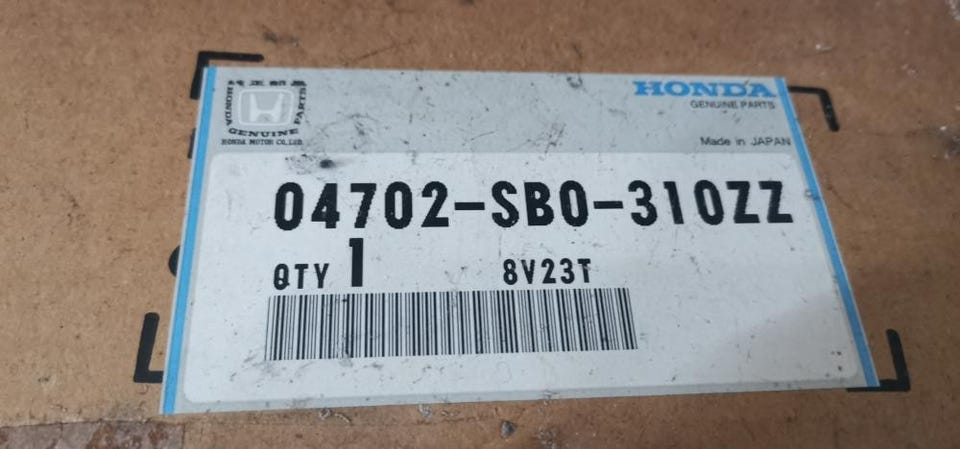 HONDA
GENUINE PARTS
HONDA
PARTS
GENUINE
HONDA MOTOR CO., LTD.
Made in JAPAN
04702-SB0-310ZZ
QTY 1 8V23T